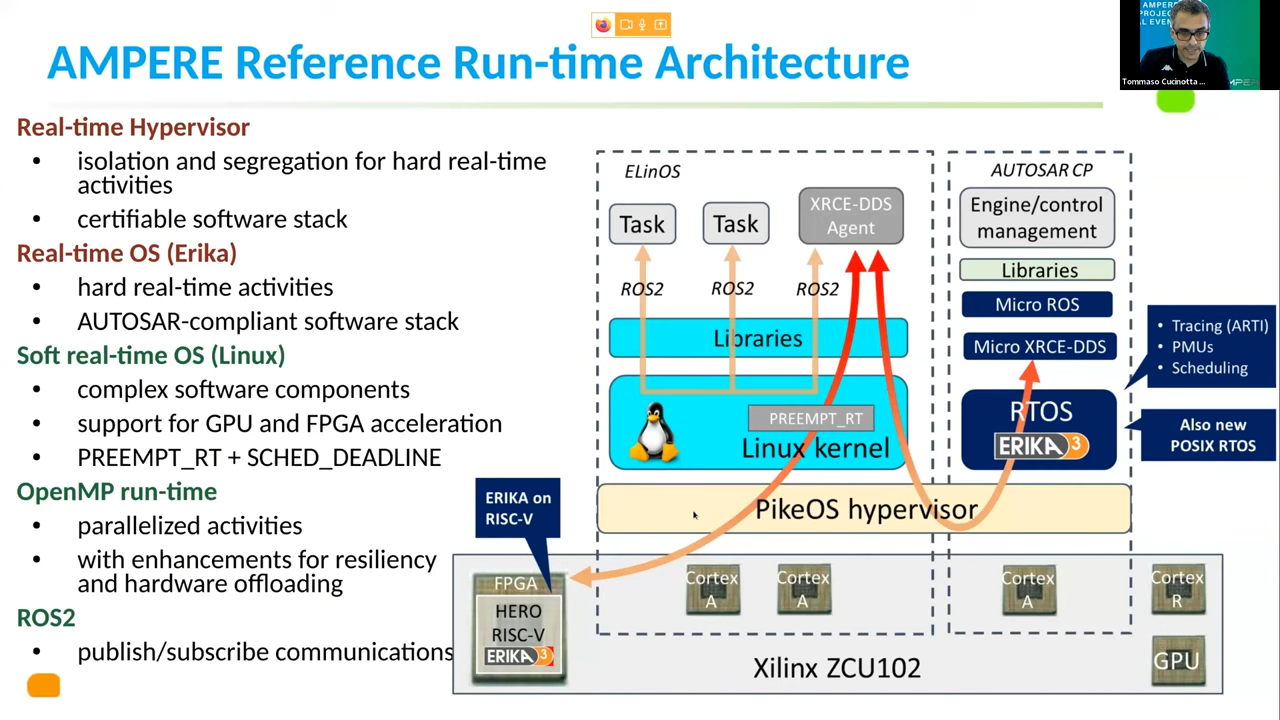 AMPERE Reference Run-time Architecture
AMPERE
PROJE
AL EVEN
Tommaso Cucinotta ...
Real-time Hypervisor
• isolation and segregation for hard real-time
activities
• certifiable software stack
Real-time OS (Erika)
• hard real-time activities
• AUTOSAR-compliant software stack
Soft real-time OS (Linux)
• complex software components
• support for GPU and FPGA acceleration
• PREEMPT_RT + SCHED_DEADLINE
OpenMP run-time
• parallelized activities
• with enhancements for resiliency
and hardware offloading
ROS2
• publish/subscribe communications
ELinOS
Task
Task
XRCE-DDS
Agent
ROS2
ROS2
ROS2
Libraries
PREEMPT_RT
Linux kernel
AUTOSAR CP
Engine/control
management
Libraries
Micro ROS
Micro XRCE-DDS
RTOS
ERIKA 3
• Tracing (ARTI)
• PMUs
• Scheduling
Also new
POSIX RTOS
PikeOS hypervisor
ERIKA on
RISC-V
FPGA
HERO
RISC-V
ERIKA 3
Cortex
A
Cortex
A
Cortex
A
Cortex
R
GPU
Xilinx ZCU102